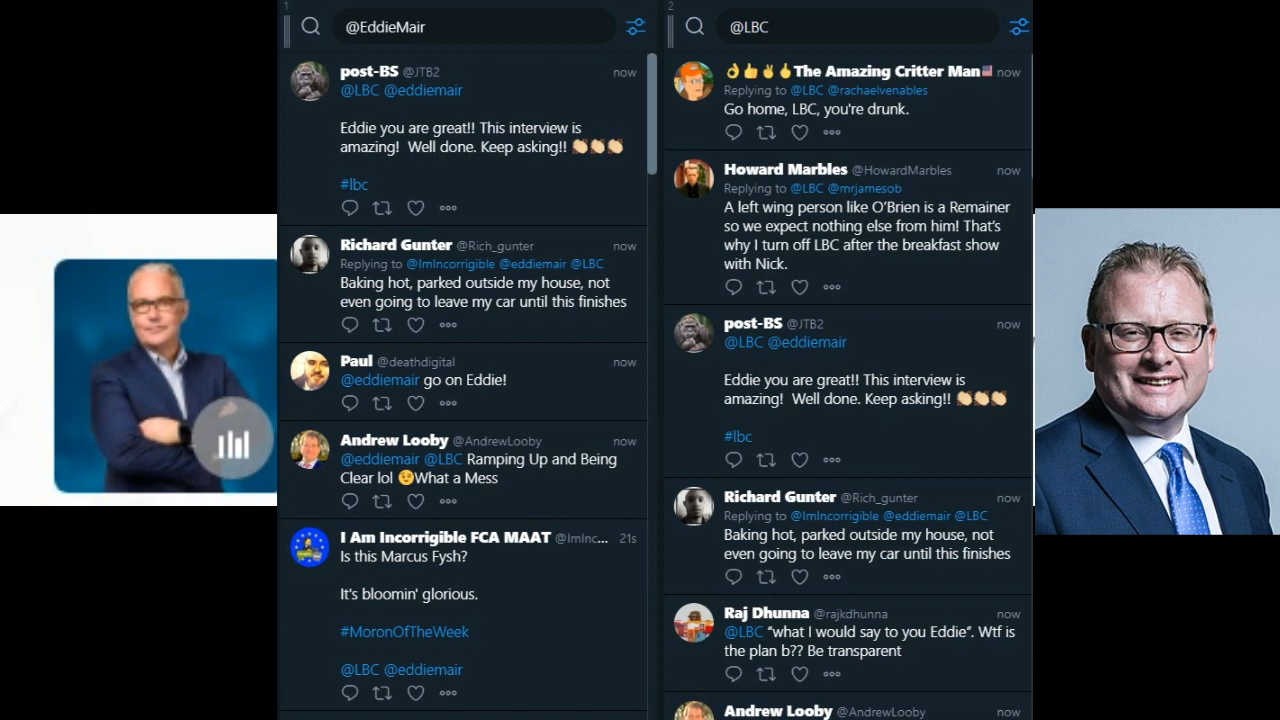 1
@EddieMair
post-BS @JTB2 now
@LBC @eddiemair
Eddie you are great!! This interview is
amazing! Well done. Keep asking!! 👏🏻👏🏻👏🏻
#lbc
Richard Gunter @Rich_gunter now
Replying to @ImIncorrigible @eddiemair @LBC
Baking hot, parked outside my house, not
even going to leave my car until this finishes
Paul @deathdigital now
@eddiemair go on Eddie!
Andrew Looby @AndrewLooby now
@eddiemair @LBC Ramping Up and Being
Clear lol 😉What a Mess
I Am Incorrigible FCA MAAT @ImInc... 21s
Is this Marcus Fysh?
It's bloomin' glorious.
#MoronOfTheWeek
@LBC @eddiemair
2
@LBC
👌👍✌👆The Amazing Critter Man🇺🇸 now
Replying to @LBC @rachaelvenables
Go home, LBC, you're drunk.
Howard Marbles @HowardMarbles now
Replying to @LBC @mrjamesob
A left wing person like O’Brien is a Remainer
so we expect nothing else from him! That’s
why I turn off LBC after the breakfast show
with Nick.
post-BS @JTB2 now
@LBC @eddiemair
Eddie you are great!! This interview is
amazing! Well done. Keep asking!! 👏🏻👏🏻👏🏻
#lbc
Richard Gunter @Rich_gunter now
Replying to @ImIncorrigible @eddiemair @LBC
Baking hot, parked outside my house, not
even going to leave my car until this finishes
Raj Dhunna @rajkdhunna now
@LBC “what I would say to you Eddie”. Wtf is
the plan b?? Be transparent
Andrew Looby @AndrewLooby now